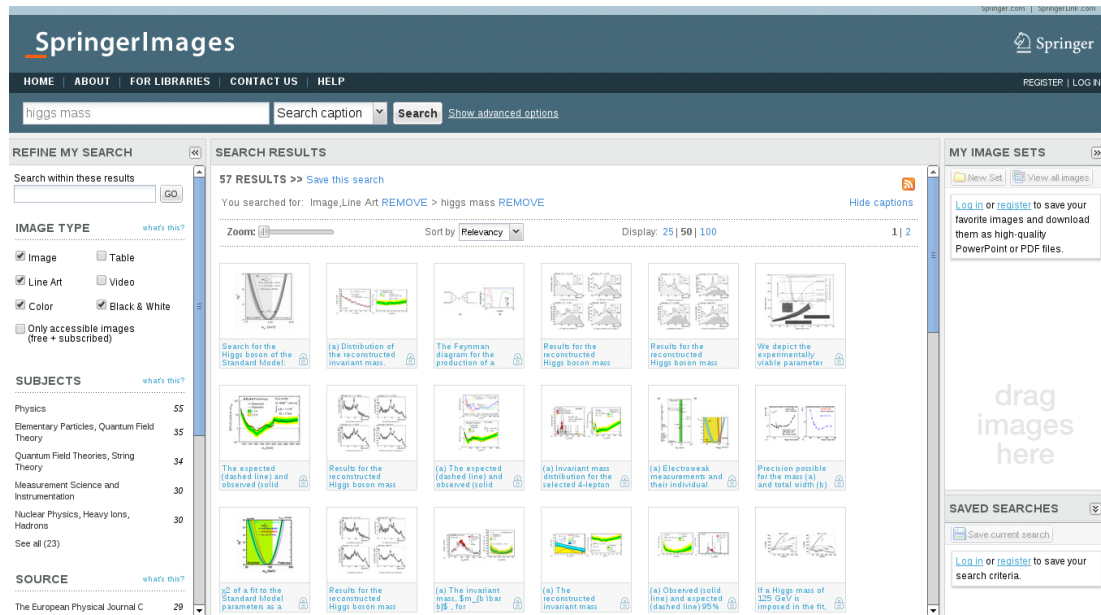 Springer.com | SpringerLink.com
SpringerImages
Springer
HOME | ABOUT | FOR LIBRARIES | CONTACT US | HELP
REGISTER | LOG IN
higgs mass
Search caption
Search
Show advanced options
REFINE MY SEARCH
Search within these results
GO
IMAGE TYPE what's this?
Image Table
Line Art Video
Color Black & White
Only accessible images
(free + subscribed)
SUBJECTS what's this?
Physics 55
Elementary Particles, Quantum Field
Theory 35
Quantum Field Theories, String
Theory 34
Measurement Science and
Instrumentation 30
Nuclear Physics, Heavy Ions,
Hadrons 30
See all (23)
SOURCE what's this?
The European Physical Journal C 29
SEARCH RESULTS
57 RESULTS >> Save this search
You searched for: Image,Line Art REMOVE > higgs mass REMOVE
Hide captions
Zoom:
Sort by Relevancy
Display: 25 | 50 | 100
1 | 2
Search for the
Higgs boson of the
Standard Model:
(a) Distribution of
the reconstructed
invariant mass.
The Feynman
diagram for the
production of a
Results for the
reconstructed
Higgs boson mass
Results for the
reconstructed
Higgs boson mass
We depict the
experimentally
viable parameter
The expected
(dashed line) and
observed (solid
Results for the
reconstructed
Higgs boson mass
(a) The expected
(dashed line) and
observed (solid
(a) Invariant mass
distribution for the
selected 4-lepton
(a) Electroweak
measurements and
their individual
Precision possible
for the mass (a)
and total width (b)
χ2 of a fit to the
Standard Model
parameters as a
Results for the
reconstructed
Higgs boson mass
(a) The invariant
mass, $m_{b \bar
b}$ , for
(a) The
reconstructed
invariant mass
(a) Observed (solid
line) and expected
(dashed line) 95%
If a Higgs mass of
125 GeV is
imposed in the fit,
MY IMAGE SETS
New Set View all images
Log in or register to save your
favorite images and download
them as high-quality
PowerPoint or PDF files.
drag
images
here
SAVED SEARCHES
Save current search
Log in or register to save your
search criteria.